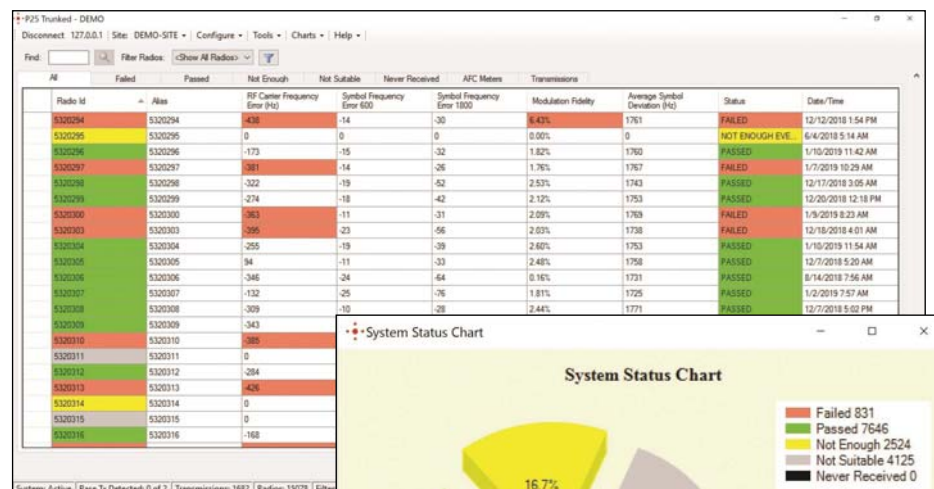 P25 Trunked - DEMO
Disconnect 127.0.0.1 Site: DEMO-SITE Configure Tools Charts Help
Find: Filter Radios: <Show All Radios>
All Failed Passed Not Enough Not Suitable Never Received AFC Meters Transmissions
Radio Id Alias RF Carrier Frequency Error (Hz) Symbol Frequency Error 600 Symbol Frequency Error 1800 Modulation Fidelity Average Symbol Deviation (Hz) Status Date/Time
5320294 5320294 -438 -14 -30 6.43% 1761 FAILED 12/12/2018 1:54 PM
5320295 5320295 0 0 0 0.00% 0 NOT ENOUGH EVE... 6/4/2018 5:14 AM
5320296 5320296 -173 -15 -32 1.82% 1760 PASSED 1/10/2019 11:42 AM
5320297 5320297 -381 -14 -26 1.76% 1767 FAILED 1/7/2019 10:29 AM
5320298 5320298 -322 -19 -52 2.53% 1743 PASSED 12/17/2018 3:05 AM
5320299 5320299 -274 -18 -42 2.12% 1753 PASSED 12/20/2018 12:18 PM
5320300 5320300 -363 -11 -31 2.09% 1769 FAILED 1/9/2019 8:23 AM
5320303 5320303 -395 -23 -56 2.03% 1738 FAILED 12/18/2018 4:01 AM
5320304 5320304 -255 -19 -39 2.60% 1753 PASSED 1/10/2019 11:54 AM
5320305 5320305 94 -11 -33 2.48% 1758 PASSED 12/7/2018 5:20 AM
5320306 5320306 -346 -24 -64 0.16% 1731 PASSED 8/14/2018 7:56 AM
5320307 5320307 -132 -25 -76 1.81% 1725 PASSED 1/2/2019 7:57 AM
5320308 5320308 -309 -10 -28 2.44% 1771 PASSED 12/7/2018 5:02 PM
5320309 5320309 -343
5320310 5320310 -385
5320311 5320311 0
5320312 5320312 -284
5320313 5320313 -426
5320314 5320314 0
5320315 5320315 0
5320316 5320316 -168
System Status Chart
System Status Chart
Failed 831
Passed 7646
Not Enough 2524
Not Suitable 4125
Never Received 0
16.7%
Systems: Active Base Tx Detected: 0 of 2 Transmissions: 1682 Radios: 15078